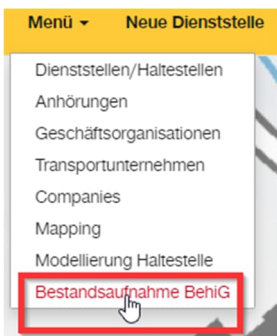 Menü Neue Dienststelle
Dienststellen/Haltestellen
Anhörungen
Geschäftsorganisationen
Transportunternehmen
Companies
Mapping
Modellierung Haltestelle
Bestandsaufnahme BehiG